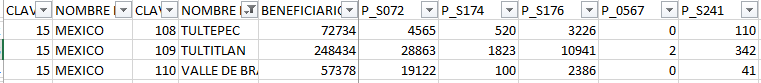 CLAV NOMBRE CLAV NOMBRE BENEFICIARIO P_S072 P_S174 P_S176 P_0567 P_S241
15 MEXICO 108 TULTEPEC 72734 4565 520 3226 0 110
15 MEXICO 109 TULTITLAN 248434 28863 1823 10941 2 342
15 MEXICO 110 VALLE DE BRA 57378 19122 100 2386 0 41